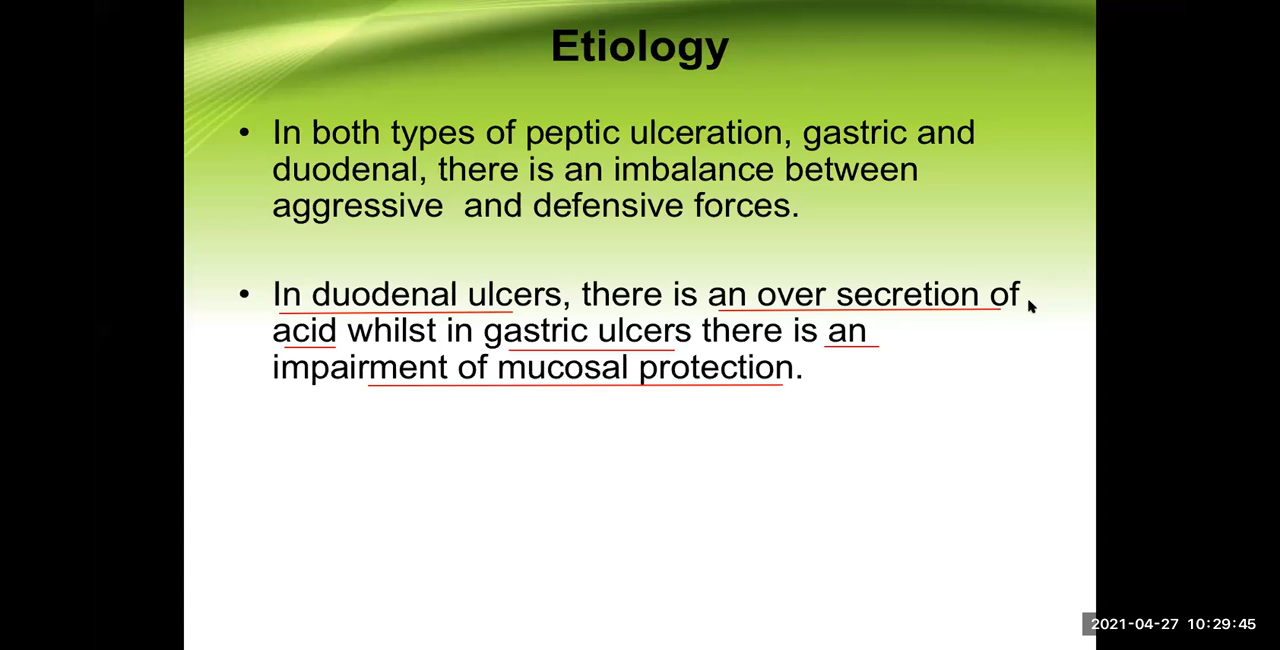 Etiology
• In both types of peptic ulceration, gastric and
duodenal, there is an imbalance between
aggressive  and defensive forces.
• In duodenal ulcers, there is an over secretion of
acid whilst in gastric ulcers there is an
impairment of mucosal protection.
2021-04-27 10:29:45